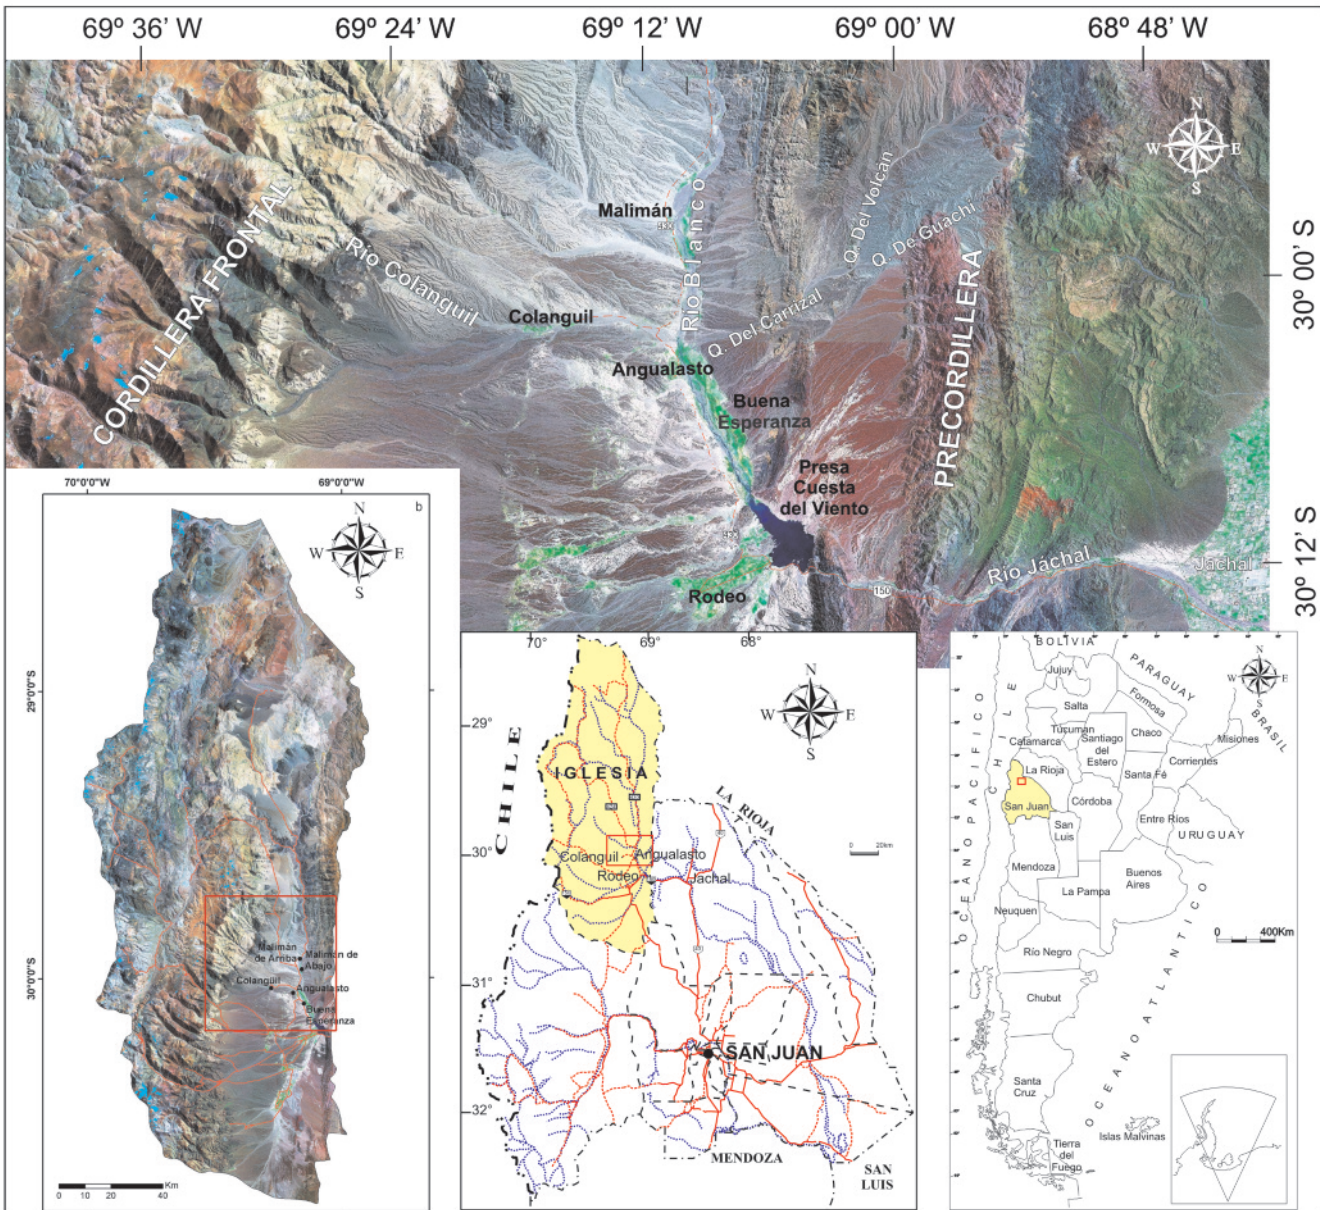 69º 36’ W
69º 24’ W
69º 12’ W
69º 00’ W
68º 48’ W
N
W E
S
30º 00’ S
30º 12’ S
CORDILLERA FRONTAL
Río Colanguil
Malimán
Río Blanco
Colanguil
Angualasto
Q. Del Carrizal
Q. Del Volcan
Q. De Guachi
PRECORDILLERA
Buena
Esperanza
Presa
Cuesta
del Viento
Rodeo
150
Río Jáchal
Jáchal
70°0'0"W
69°0'0"W
b
N
W E
S
29°0'0"S
30°0'0"S
Malimán
de Arriba
Malimán de
Abajo
Colangüil
Angualasto
Buena
Esperanza
0 10 20 40 Km
70°
69°
68°
29°
30°
31°
32°
N
W E
S
CHILE
IGLESIA
LA RIOJA
0 20km
Colanguil
Angualasto
Rodeo
Jachal
SAN JUAN
MENDOZA
SAN
LUIS
BOLIVIA
PARAGUAY
BRASIL
URUGUAY
CHILE
OCEANO PACIFICO
OCEANO ATLANTICO
N
W E
S
Jujuy
Salta
Formosa
Tucuman
Chaco
Misiones
Catamarca
Santiago
del
Estero
Corrientes
La Rioja
Santa Fé
San Juan
Córdoba
San
Luis
Entre Ríos
Mendoza
Buenos
Aires
La Pampa
Neuquen
Río Negro
0 400Km
Chubut
Santa
Cruz
Islas Malvinas
Tierra
del
Fuego